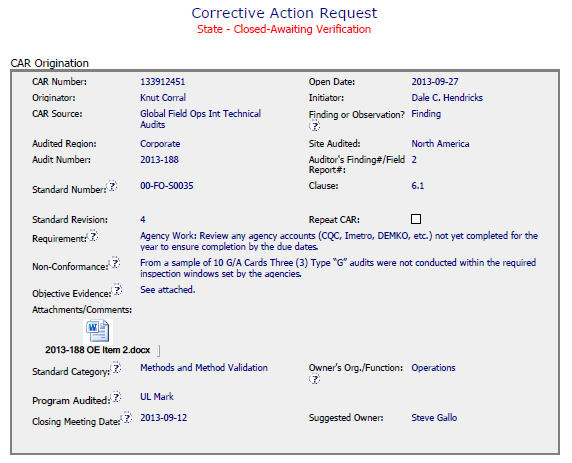 Corrective Action Request
State - Closed-Awaiting Verification
CAR Origination
CAR Number: 133912451 Open Date: 2013-09-27
Originator: Knut Corral Initiator: Dale C. Hendricks
CAR Source: Global Field Ops Int Technical Audits Finding or Observation? ? Finding
Audited Region: Corporate Site Audited: North America
Audit Number: 2013-188 Auditor's Finding#/Field Report#: 2
Standard Number: ? 00-FO-S0035 Clause: 6.1
Standard Revision: 4 Repeat CAR:
Requirement: ? Agency Work: Review any agency accounts (CQC, Imetro, DEMKO, etc.) not yet completed for the
year to ensure completion by the due dates.
Non-Conformance: ? From a sample of 10 G/A Cards Three (3) Type "G" audits were not conducted within the required
inspection windows set by the agencies.
Objective Evidence: ? See attached.
Attachments/Comments:
W
2013-188 OE Item 2.docx ]
Standard Category: ? Methods and Method Validation Owner's Org./Function: ? Operations
Program Audited: ? UL Mark
Closing Meeting Date: ? 2013-09-12 Suggested Owner: Steve Gallo